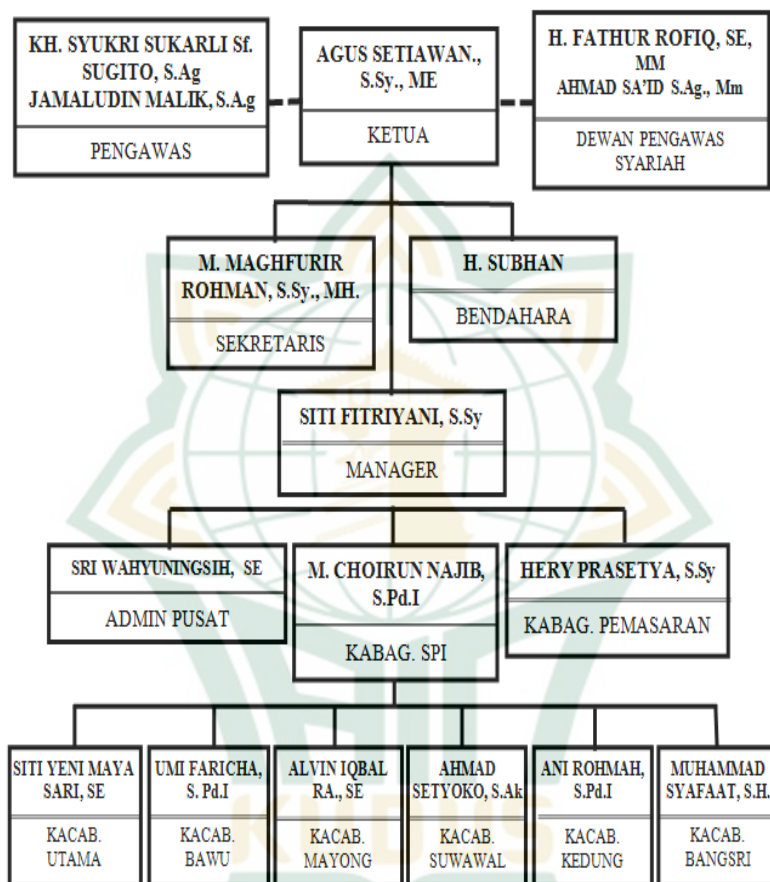 KH. SYUKRI SUKARLI Sf.
SUGITO, S.Ag
JAMALUDIN MALIK, S.A.g
PENGAWAS
AGUS SETIAWAN.,
S.Sy., ME
KETUA
H. FATHUR ROFIQ, SE,
MM
AHMAD SA'ID S.Ag., Mm
DEWAN PENGAWAS
SYARIAH
M. MAGHFURIR
ROHMAN, S.Sy., MH.
SEKRETARIS
H. SUBHAN
BENDAHARA
SITI FITRIYANI, S.Sy
MANAGER
SRI WAHYUNINGSIH, SE
ADMIN PUSAT
M. CHOIRUN NAJIB,
S.Pd.I
KABAG. SPI
HERY PRASETYA, S.Sy
KABAG. PEMASARAN
SITI YENI MAYA
SARI, SE
KACAB.
UTAMA
UMI FARICHA,
S. Pd.I
KACAB.
BAWU
ALVIN IQBAL
RA., SE
KACAB.
MAYONG
AHMAD
SETYOKO, S.Ak
KACAB.
SUWAWAL
ANI ROHMAH,
S.Pd.I
KACAB.
KEDUNG
MUHAMMAD
SYAFAAT, S.H.
KACAB.
BANGSRI
KUDUS